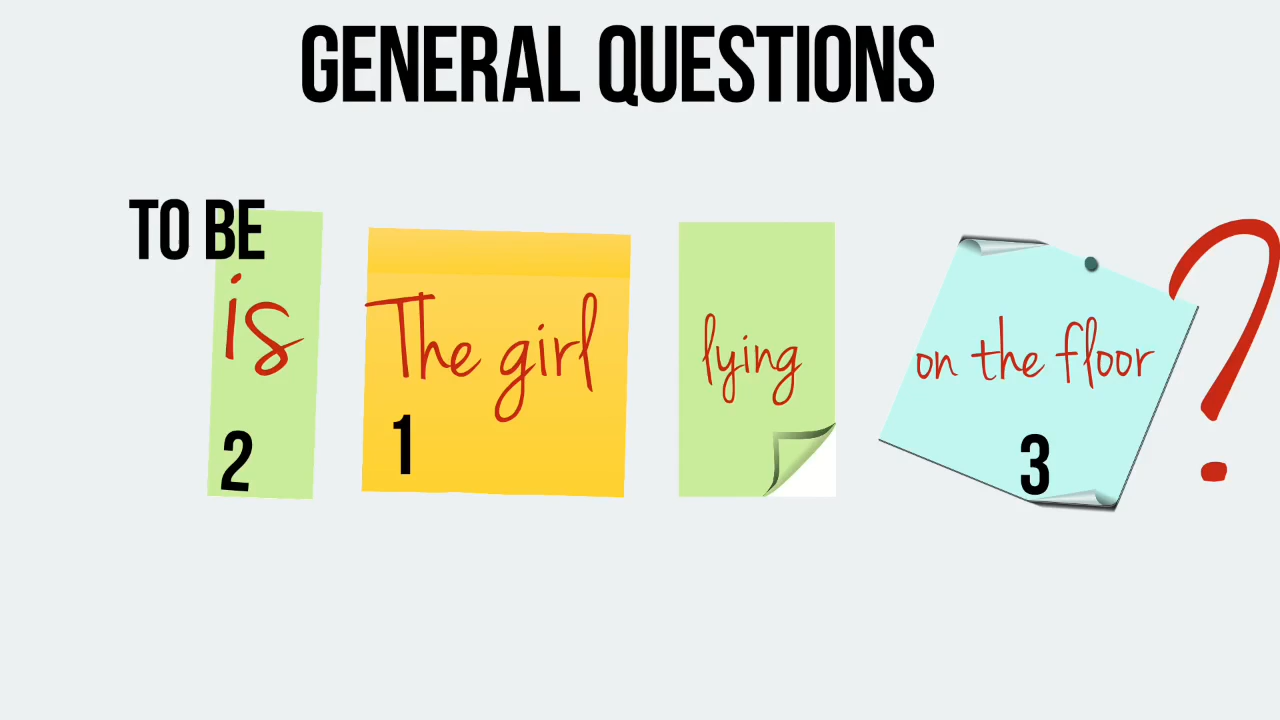 GENERAL QUESTIONS
TO BE
is The girl lying on the floor ?
2 1 3